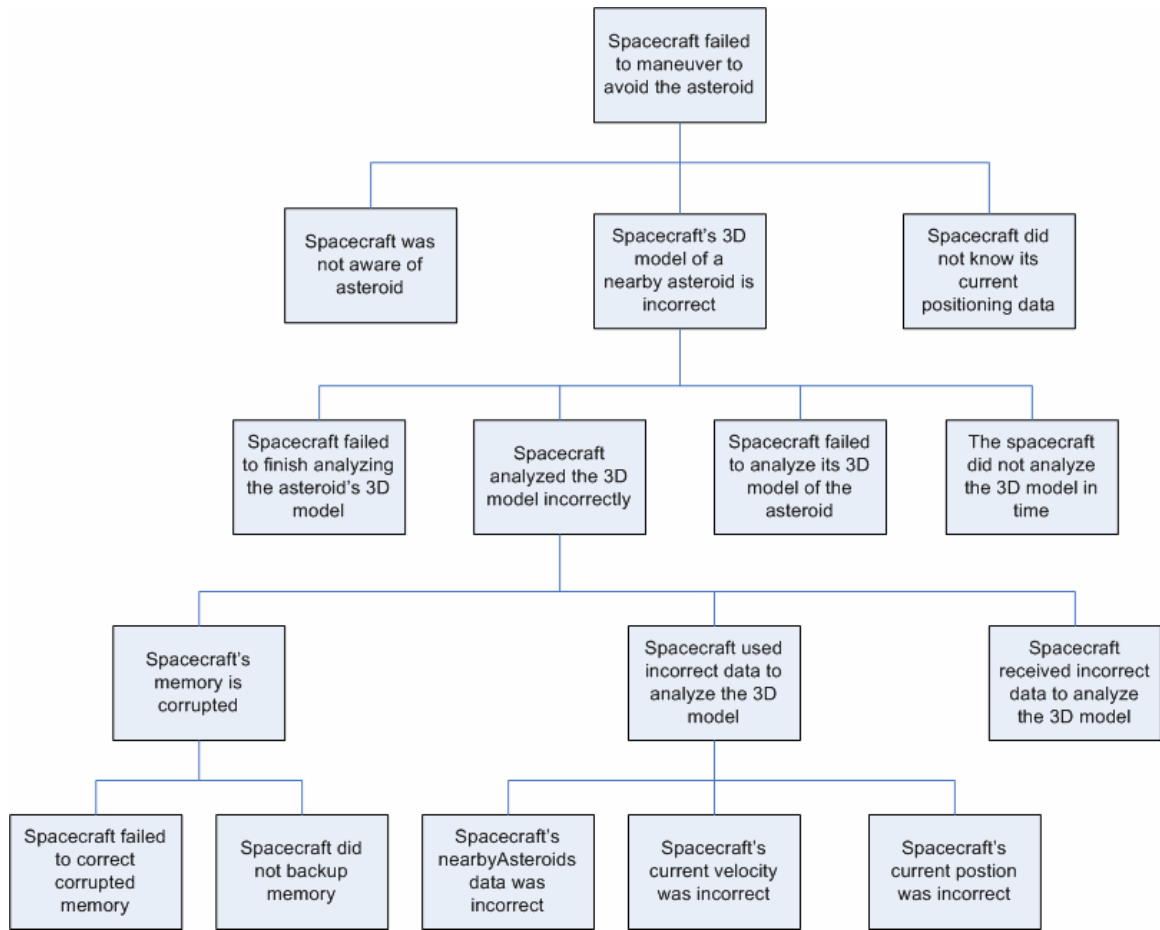 Spacecraft failed
to maneuver to
avoid the asteroid
Spacecraft was
not aware of
asteroid
Spacecraft's 3D
model of a
nearby asteroid is
incorrect
Spacecraft did
not know its
current
positioning data
Spacecraft failed
to finish analyzing
the asteroid's 3D
model
Spacecraft
analyzed the 3D
model incorrectly
Spacecraft failed
to analyze its 3D
model of the
asteroid
The spacecraft
did not analyze
the 3D model in
time
Spacecraft's
memory is
corrupted
Spacecraft used
incorrect data to
analyze the 3D
model
Spacecraft
received incorrect
data to analyze
the 3D model
Spacecraft failed
to correct
corrupted
memory
Spacecraft did
not backup
memory
Spacecraft's
nearbyAsteroids
data was
incorrect
Spacecraft's
current velocity
was incorrect
Spacecraft's
current postion
was incorrect